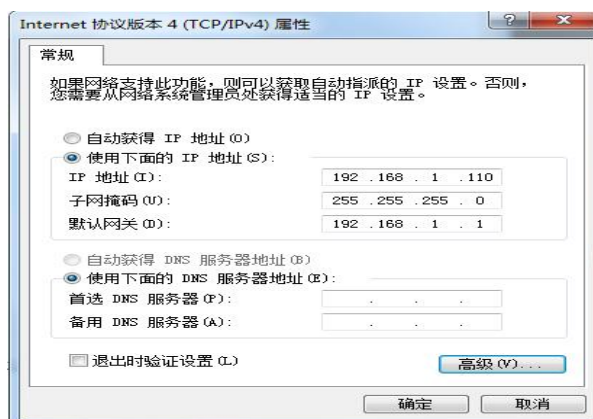 Internet 协议版本 4 (TCP/IPv4) 属性
常规
如果网络支持此功能，则可以获取自动指派的 IP 设置。否则，
您需要从网络系统管理员处获得适当的 IP 设置。
自动获得 IP 地址(O)
使用下面的 IP 地址(S):
IP 地址(I): 192 .168 . 1 .110
子网掩码(U): 255 .255 .255 . 0
默认网关(D): 192 .168 . 1 . 1
自动获得 DNS 服务器地址(B)
使用下面的 DNS 服务器地址(E):
首选 DNS 服务器(P): . . .
备用 DNS 服务器(A): . . .
退出时验证设置(L)
高级(V)...
确定 取消